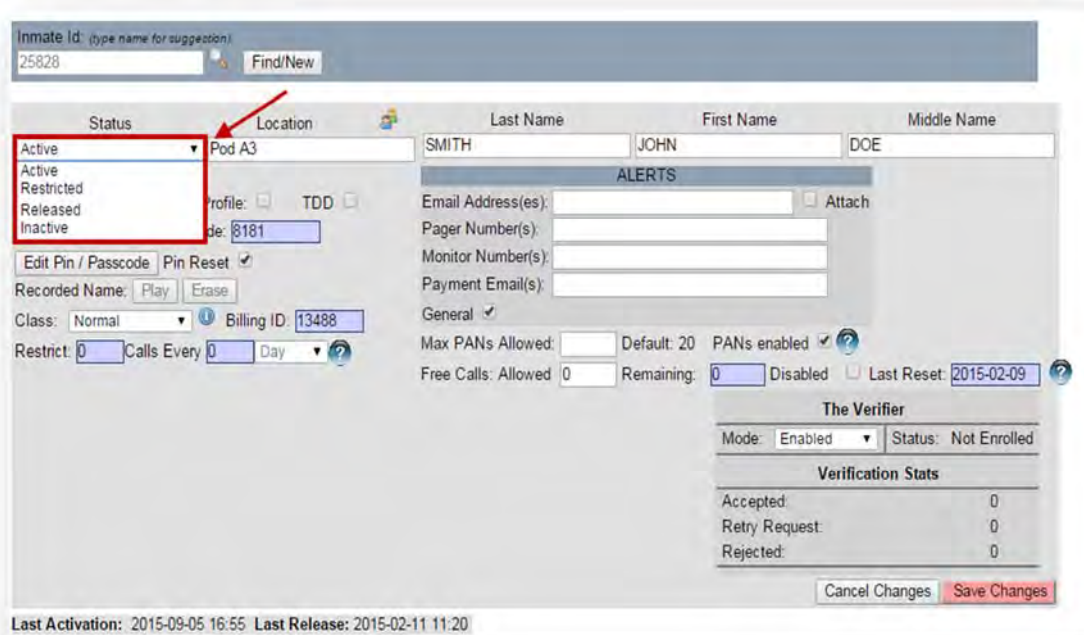 Inmate Id: (type name for suggestion)
25828 Find/New
Status Location Last Name First Name Middle Name
Active Pod A3 SMITH JOHN DOE
Active
Restricted
Released
Inactive
ALERTS
rofile: TDD Email Address(es): Attach
de: 8181 Pager Number(s):
Edit Pin / Passcode Pin Reset Monitor Number(s):
Recorded Name: Play Erase Payment Email(s):
Class: Normal Billing ID: 13488 General
Restrict: 0 Calls Every 0 Day ? Max PANs Allowed: Default: 20 PANs enabled ?
Free Calls: Allowed 0 Remaining: 0 Disabled Last Reset: 2015-02-09 ?
The Verifier
Mode: Enabled Status: Not Enrolled
Verification Stats
Accepted: 0
Retry Request: 0
Rejected: 0
Cancel Changes Save Changes
Last Activation: 2015-09-05 16:55 Last Release: 2015-02-11 11:20